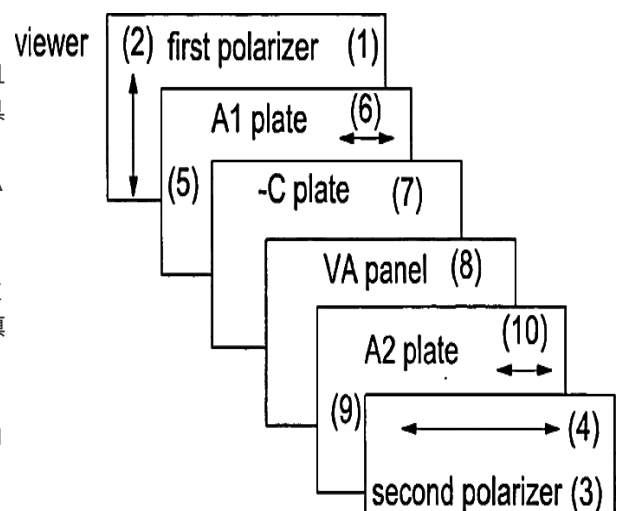 viewer (2) first polarizer (1)
A1 plate (6)
(5) -C plate (7)
VA panel (8)
A2 plate (10)
(9) (4)
second polarizer (3)